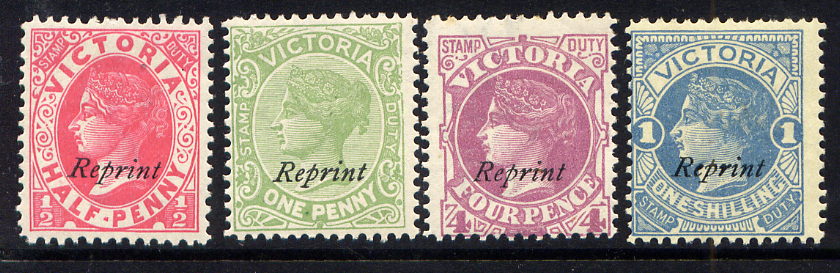 STAMP DUTY
VICTORIA
Reprint
HALF-PENNY
1/2 1/2
VICTORIA
STAMP DUTY
Reprint
ONE PENNY
STAMP DUTY
VICTORIA
Reprint
FOURPENCE
4 4
VICTORIA
1 1
Reprint
ONE SHILLING
STAMP DUTY